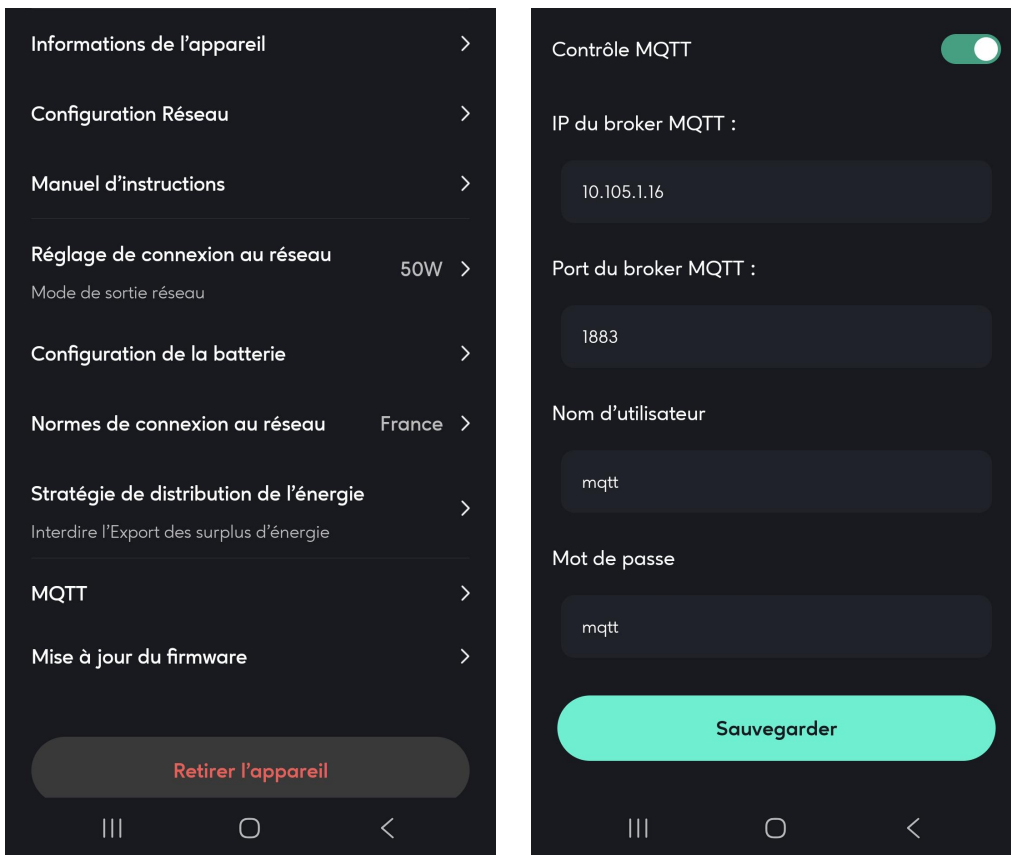 Informations de l'appareil
Configuration Réseau
Manuel d'instructions
Réglage de connexion au réseau
50W
Mode de sortie réseau
Configuration de la batterie
Normes de connexion au réseau
France
Stratégie de distribution de l'énergie
Interdire l'Export des surplus d'énergie
MQTT
Mise à jour du firmware
Retirer l'appareil
Contrôle MQTT
IP du broker MQTT :
10.105.1.16
Port du broker MQTT :
1883
Nom d'utilisateur
mqtt
Mot de passe
mqtt
Sauvegarder